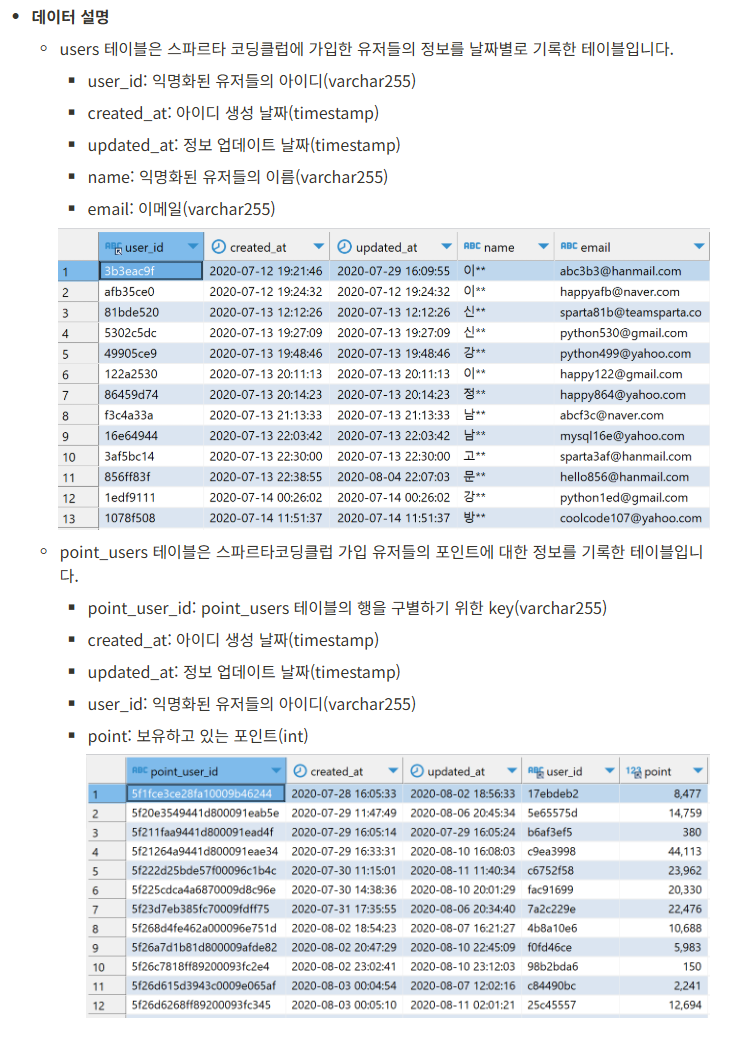 데이터 설명
users 테이블은 스파르타 코딩클럽에 가입한 유저들의 정보를 날짜별로 기록한 테이블입니다.
user_id: 익명화된 유저들의 아이디(varchar255)
created_at: 아이디 생성 날짜(timestamp)
updated_at: 정보 업데이트 날짜(timestamp)
name: 익명화된 유저들의 이름(varchar255)
email: 이메일(varchar255)
ABC user_id created_at updated_at ABC name ABC email
1 3b3eac9f 2020-07-12 19:21:46 2020-07-29 16:09:55 이** abc3b3@hanmail.com
2 afb35ce0 2020-07-12 19:24:32 2020-07-12 19:24:32 이** happyafb@naver.com
3 81bde520 2020-07-13 12:12:26 2020-07-13 12:12:26 신** sparta81b@teamsparta.co
4 5302c5dc 2020-07-13 19:27:09 2020-07-13 19:27:09 신** python530@gmail.com
5 49905ce9 2020-07-13 19:48:46 2020-07-13 19:48:46 강** python499@yahoo.com
6 122a2530 2020-07-13 20:11:13 2020-07-13 20:11:13 이** happy122@gmail.com
7 86459d74 2020-07-13 20:14:23 2020-07-13 20:14:23 정** happy864@yahoo.com
8 f3c4a33a 2020-07-13 21:13:33 2020-07-13 21:13:33 남** abcf3c@naver.com
9 16e64944 2020-07-13 22:03:42 2020-07-13 22:03:42 남** mysql16e@yahoo.com
10 3af5bc14 2020-07-13 22:30:00 2020-07-13 22:30:00 고** sparta3af@hanmail.com
11 856ff83f 2020-07-13 22:38:55 2020-08-04 22:07:03 문** hello856@hanmail.com
12 1edf9111 2020-07-14 00:26:02 2020-07-14 00:26:02 강** python1ed@gmail.com
13 1078f508 2020-07-14 11:51:37 2020-07-14 11:51:37 방** coolcode107@yahoo.com
point_users 테이블은 스파르타코딩클럽 가입 유저들의 포인트에 대한 정보를 기록한 테이블입니
다.
point_user_id: point_users 테이블의 행을 구별하기 위한 key(varchar255)
created_at: 아이디 생성 날짜(timestamp)
updated_at: 정보 업데이트 날짜(timestamp)
user_id: 익명화된 유저들의 아이디(varchar255)
point: 보유하고 있는 포인트(int)
ABC point_user_id created_at updated_at ABC user_id 123 point
1 5f1fce3ce28fa10009b46244 2020-07-28 16:05:33 2020-08-02 18:56:33 17ebdeb2 8,477
2 5f20e3549441d800091eab5e 2020-07-29 11:47:49 2020-08-06 20:45:34 5e65575d 14,759
3 5f211faa9441d800091ead4f 2020-07-29 16:05:14 2020-07-29 16:05:24 b6af3ef5 380
4 5f21264a9441d800091eae34 2020-07-29 16:33:31 2020-08-10 16:08:03 c9ea3998 44,113
5 5f222d25bde57f00096c1b4c 2020-07-30 11:15:01 2020-08-11 11:40:34 c6752f58 23,962
6 5f225cdca4a6870009d8c96e 2020-07-30 14:38:36 2020-08-10 20:01:29 fac91699 20,330
7 5f23d7eb385fc70009fdff75 2020-07-31 17:35:55 2020-08-06 20:34:40 7a2c229e 22,476
8 5f268d4fe462a000096e751d 2020-08-02 18:54:23 2020-08-07 16:21:27 4b8a10e6 10,688
9 5f26a7d1b81d800009afde82 2020-08-02 20:47:29 2020-08-10 22:45:09 f0fd46ce 5,983
10 5f26c7818ff89200093fc2e4 2020-08-02 23:02:41 2020-08-10 23:12:03 98b2bda6 150
11 5f26d615d3943c0009e065af 2020-08-03 00:04:54 2020-08-07 12:02:16 c84490bc 2,241
12 5f26d6268ff89200093fc345 2020-08-03 00:05:10 2020-08-11 02:01:21 25c45557 12,694